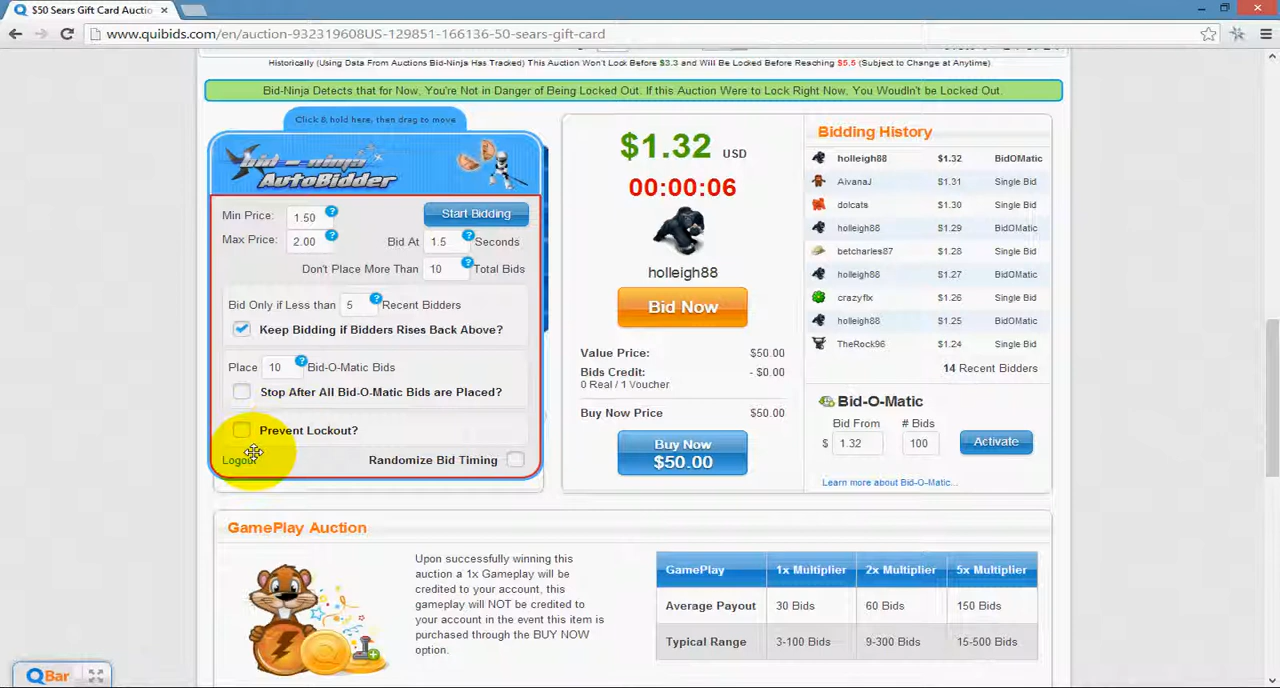 $50 Sears Gift Card Auctio
www.quibids.com/en/auction-932319608US-129851-166136-50-sears-gift-card
Historically (Using Data From Auctions Bid-Ninja Has Tracked) This Auction Won't Lock Before $3.3 and Will Be Locked Before Reaching $5.5 (Subject to Change at Anytime)
Bid-Ninja Detects that for Now, You're Not in Danger of Being Locked Out. If this Auction Were to Lock Right Now, You Woudln't be Locked Out.
Click & hold here, then drag to move
bid-ninja
AutoBidder
Min Price: 1.50 ? Start Bidding
Max Price: 2.00 ? Bid At 1.5 ? Seconds
Don't Place More Than 10 ? Total Bids
Bid Only if Less than 5 ? Recent Bidders
Keep Bidding if Bidders Rises Back Above?
Place 10 ? Bid-O-Matic Bids
Stop After All Bid-O-Matic Bids are Placed?
Prevent Lockout?
Logout Randomize Bid Timing
$1.32 USD
00:00:06
holleigh88
Bid Now
Value Price: $50.00
Bids Credit: - $0.00
0 Real / 1 Voucher
Buy Now Price $50.00
Buy Now
$50.00
Bidding History
holleigh88 $1.32 BidOMatic
AivanaJ $1.31 Single Bid
dolcats $1.30 Single Bid
holleigh88 $1.29 BidOMatic
betcharles87 $1.28 Single Bid
holleigh88 $1.27 BidOMatic
crazyflx $1.26 Single Bid
holleigh88 $1.25 BidOMatic
TheRock96 $1.24 Single Bid
14 Recent Bidders
Bid-O-Matic
Bid From # Bids
$ 1.32 100 Activate
Learn more about Bid-O-Matic...
GamePlay Auction
Upon successfully winning this
auction a 1x Gameplay will be
credited to your account, this
gameplay will NOT be credited to
your account in the event this item is
purchased through the BUY NOW
option.
GamePlay 1x Multiplier 2x Multiplier 5x Multiplier
Average Payout 30 Bids 60 Bids 150 Bids
Typical Range 3-100 Bids 9-300 Bids 15-500 Bids
QBar